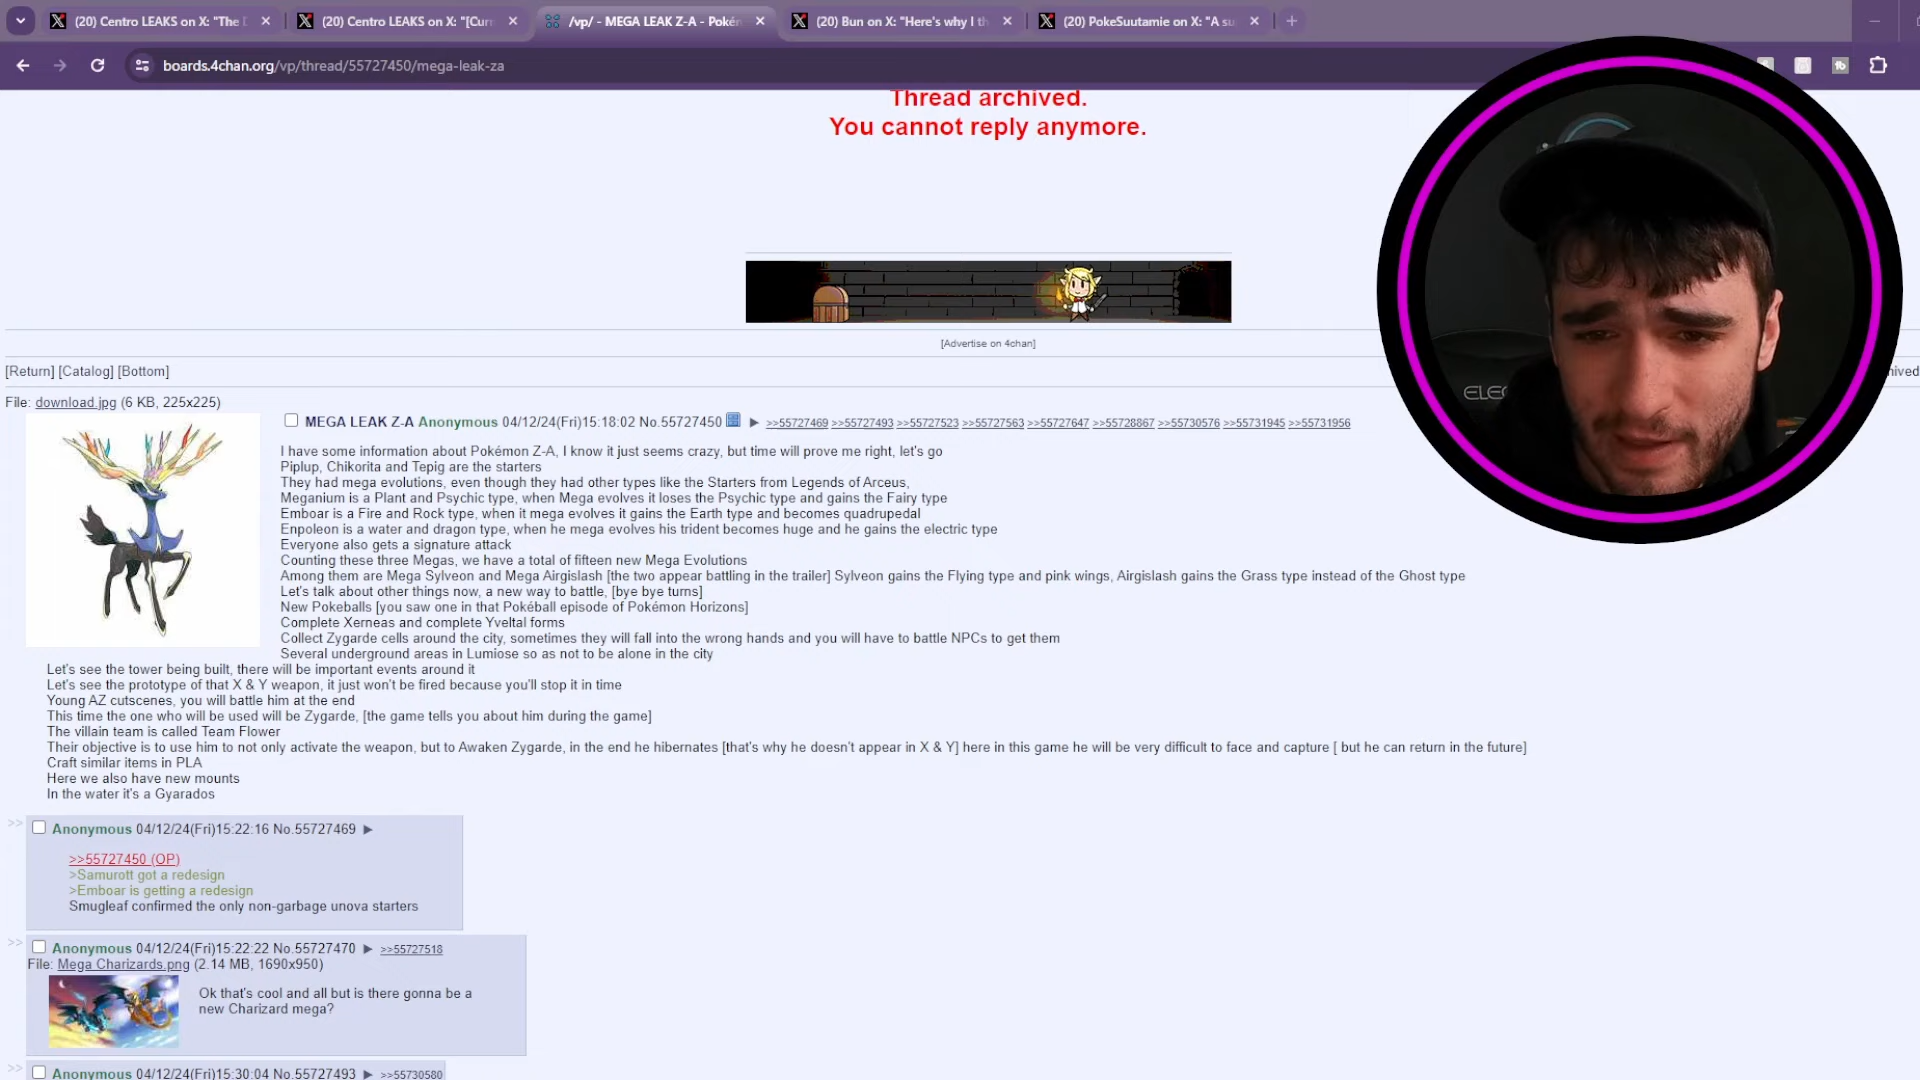 (20) Centro LEAKS on X: "The D
(20) Centro LEAKS on X: "[Curr
/vp/ - MEGA LEAK Z-A - Pokém
(20) Bun on X: "Here's why I th
(20) PokeSuutamie on X: "A su
boards.4chan.org/vp/thread/55727450/mega-leak-za
Thread archived.
You cannot reply anymore.
[Advertise on 4chan]
[Return] [Catalog] [Bottom]
File: download.jpg (6 KB, 225x225)
MEGA LEAK Z-A Anonymous 04/12/24(Fri)15:18:02 No.55727450 ▶ >>55727469 >>55727493 >>55727523 >>55727563 >>55727647 >>55728867 >>55730576 >>55731945 >>55731956
I have some information about Pokémon Z-A, I know it just seems crazy, but time will prove me right, let's go
Piplup, Chikorita and Tepig are the starters
They had mega evolutions, even though they had other types like the Starters from Legends of Arceus,
Meganium is a Plant and Psychic type, when Mega evolves it loses the Psychic type and gains the Fairy type
Emboar is a Fire and Rock type, when it mega evolves it gains the Earth type and becomes quadrupedal
Enpoleon is a water and dragon type, when he mega evolves his trident becomes huge and he gains the electric type
Everyone also gets a signature attack
Counting these three Megas, we have a total of fifteen new Mega Evolutions
Among them are Mega Sylveon and Mega Airgislash [the two appear battling in the trailer] Sylveon gains the Flying type and pink wings, Airgislash gains the Grass type instead of the Ghost type
Let's talk about other things now, a new way to battle, [bye bye turns]
New Pokeballs [you saw one in that Pokéball episode of Pokémon Horizons]
Complete Xerneas and complete Yveltal forms
Collect Zygarde cells around the city, sometimes they will fall into the wrong hands and you will have to battle NPCs to get them
Several underground areas in Lumiose so as not to be alone in the city
Let's see the tower being built, there will be important events around it
Let's see the prototype of that X & Y weapon, it just won't be fired because you'll stop it in time
Young AZ cutscenes, you will battle him at the end
This time the one who will be used will be Zygarde, [the game tells you about him during the game]
The villain team is called Team Flower
Their objective is to use him to not only activate the weapon, but to Awaken Zygarde, in the end he hibernates [that's why he doesn't appear in X & Y] here in this game he will be very difficult to face and capture [ but he can return in the future]
Craft similar items in PLA
Here we also have new mounts
In the water it's a Gyarados
>> Anonymous 04/12/24(Fri)15:22:16 No.55727469 ▶
>>55727450 (OP)
>Samurott got a redesign
>Emboar is getting a redesign
Smugleaf confirmed the only non-garbage unova starters
>> Anonymous 04/12/24(Fri)15:22:22 No.55727470 ▶ >>55727518
File: Mega Charizards.png (2.14 MB, 1690x950)
Ok that's cool and all but is there gonna be a
new Charizard mega?
>> Anonymous 04/12/24(Fri)15:30:04 No.55727493 ▶ >>55730580